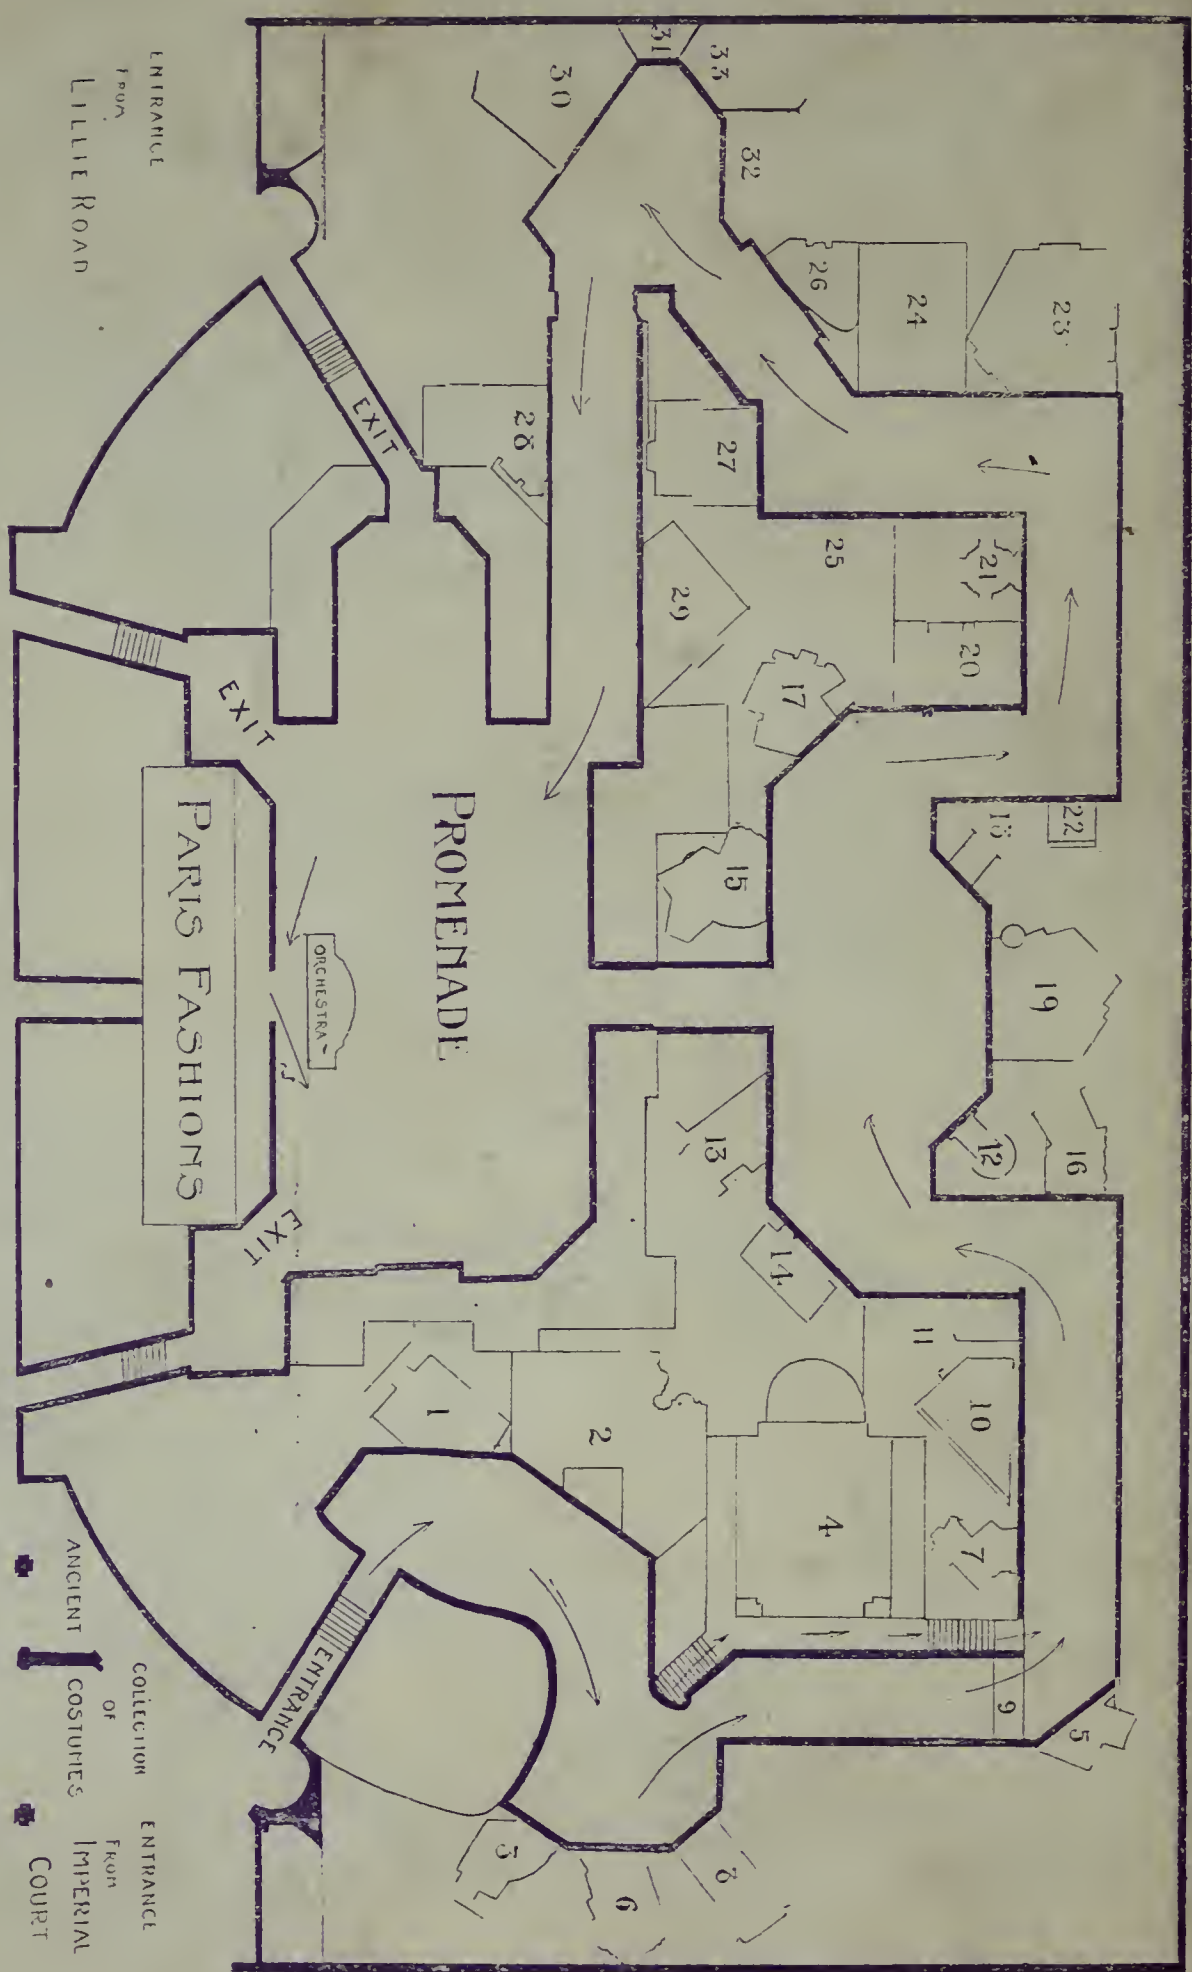 23
22
16
5
19
21
20
18
12
10
7
9
24
11
26
25
17
14
4
32
27
15
13
33
8
31
29
2
6
30
28
3
PROMENADE
1
EXIT
ORCHESTRA
ENTRANCE
EXIT
EXIT
PARIS FASHIONS
ENTRANCE
FROM
LILLIE ROAD
COLLECTION
OF
ANCIENT COSTUMES
ENTRANCE
FROM
IMPERIAL
COURT